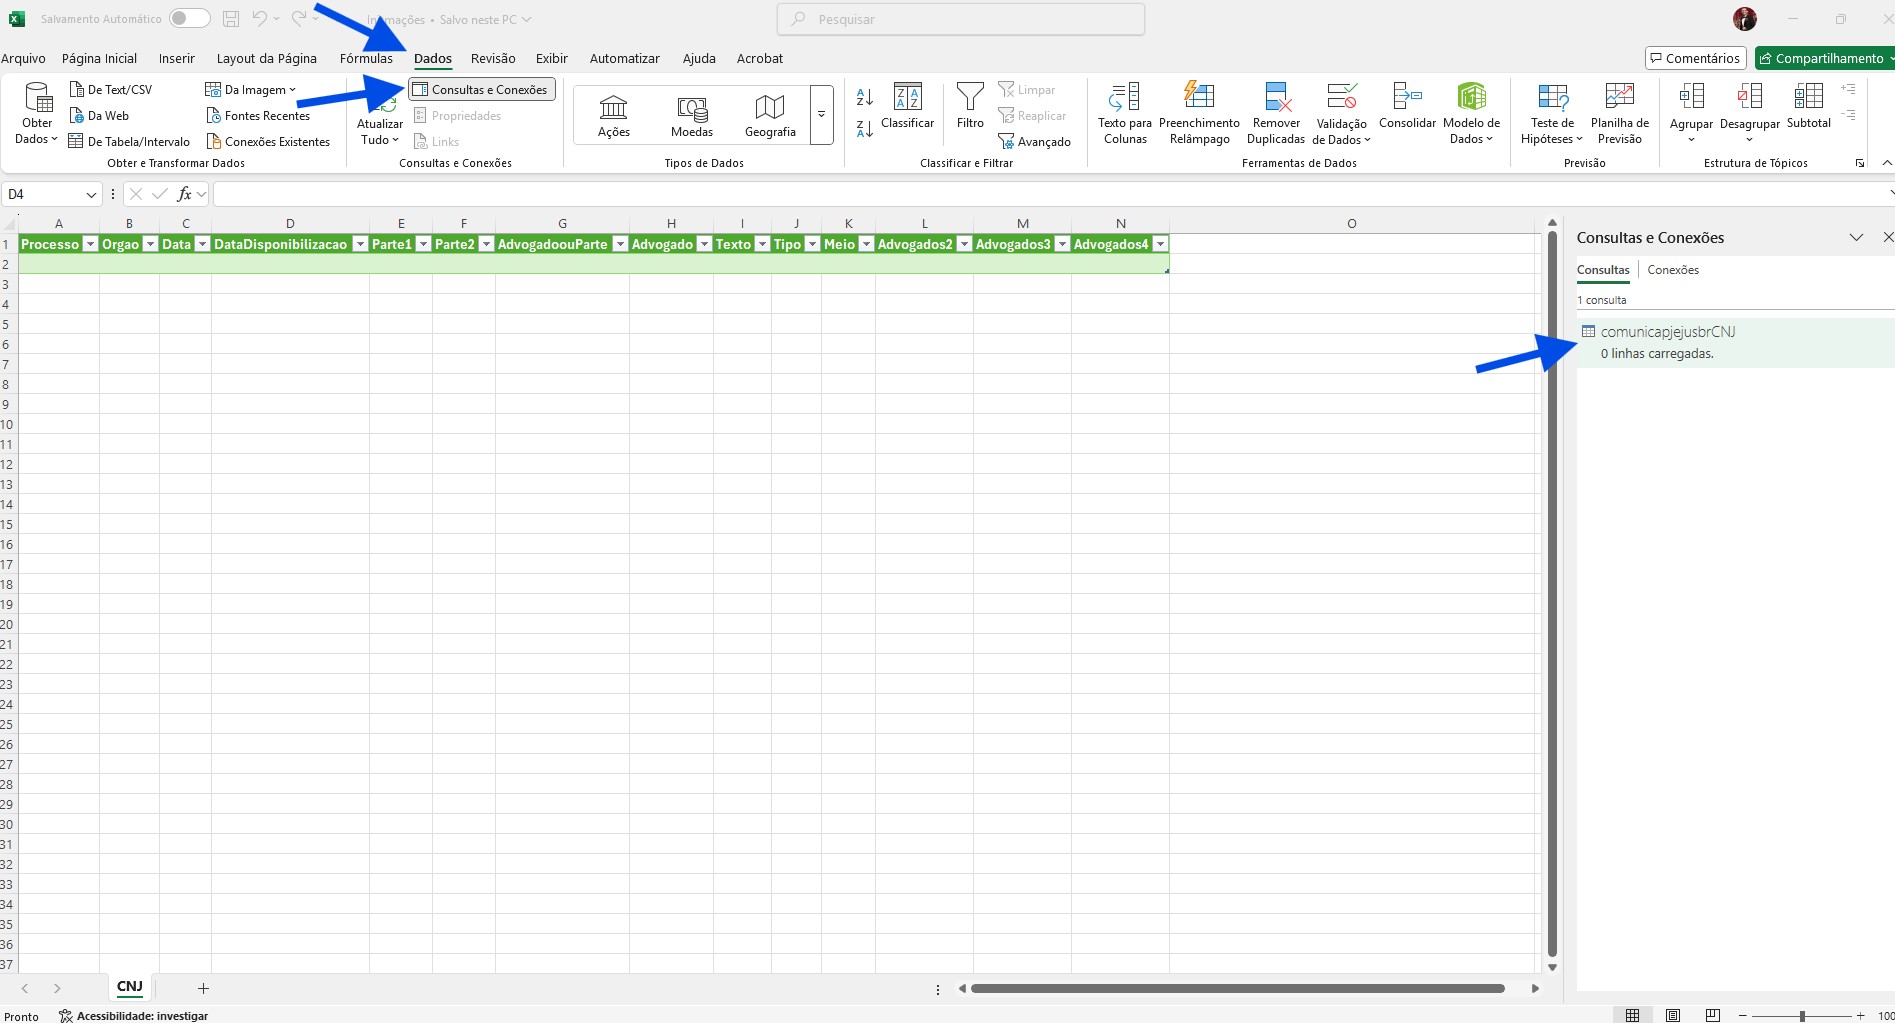 Salvamento Automático
mações • Salvo neste PC
Pesquisar
Arquivo Página Inicial Inserir Layout da Página Fórmulas Dados Revisão Exibir Automatizar Ajuda Acrobat
Comentários Compartilhamento
Obter Dados
De Text/CSV
Da Web
De Tabela/Intervalo
Da Imagem
Fontes Recentes
Conexões Existentes
Obter e Transformar Dados
Atualizar Tudo
Consultas e Conexões
Propriedades
Links
Consultas e Conexões
Ações Moedas Geografia
Tipos de Dados
Classificar
Filtro
Limpar
Reaplicar
Avançado
Classificar e Filtrar
Texto para Colunas
Preenchimento Relâmpago
Remover Duplicadas
Validação de Dados
Consolidar
Modelo de Dados
Ferramentas de Dados
Teste de Hipóteses
Planilha de Previsão
Previsão
Agrupar Desagrupar Subtotal
Estrutura de Tópicos
D4
fx
A B C D E F G H I J K L M N O
1 Processo Orgao Data DataDisponibilizacao Parte1 Parte2 AdvogadoouParte Advogado Texto Tipo Meio Advogados2 Advogados3 Advogados4
2
3
4
5
6
7
8
9
10
11
12
13
14
15
16
17
18
19
20
21
22
23
24
25
26
27
28
29
30
31
32
33
34
35
36
37
Consultas e Conexões
Consultas Conexões
1 consulta
comunicapjejusbrCNJ
0 linhas carregadas.
CNJ
Pronto
Acessibilidade: investigar
100